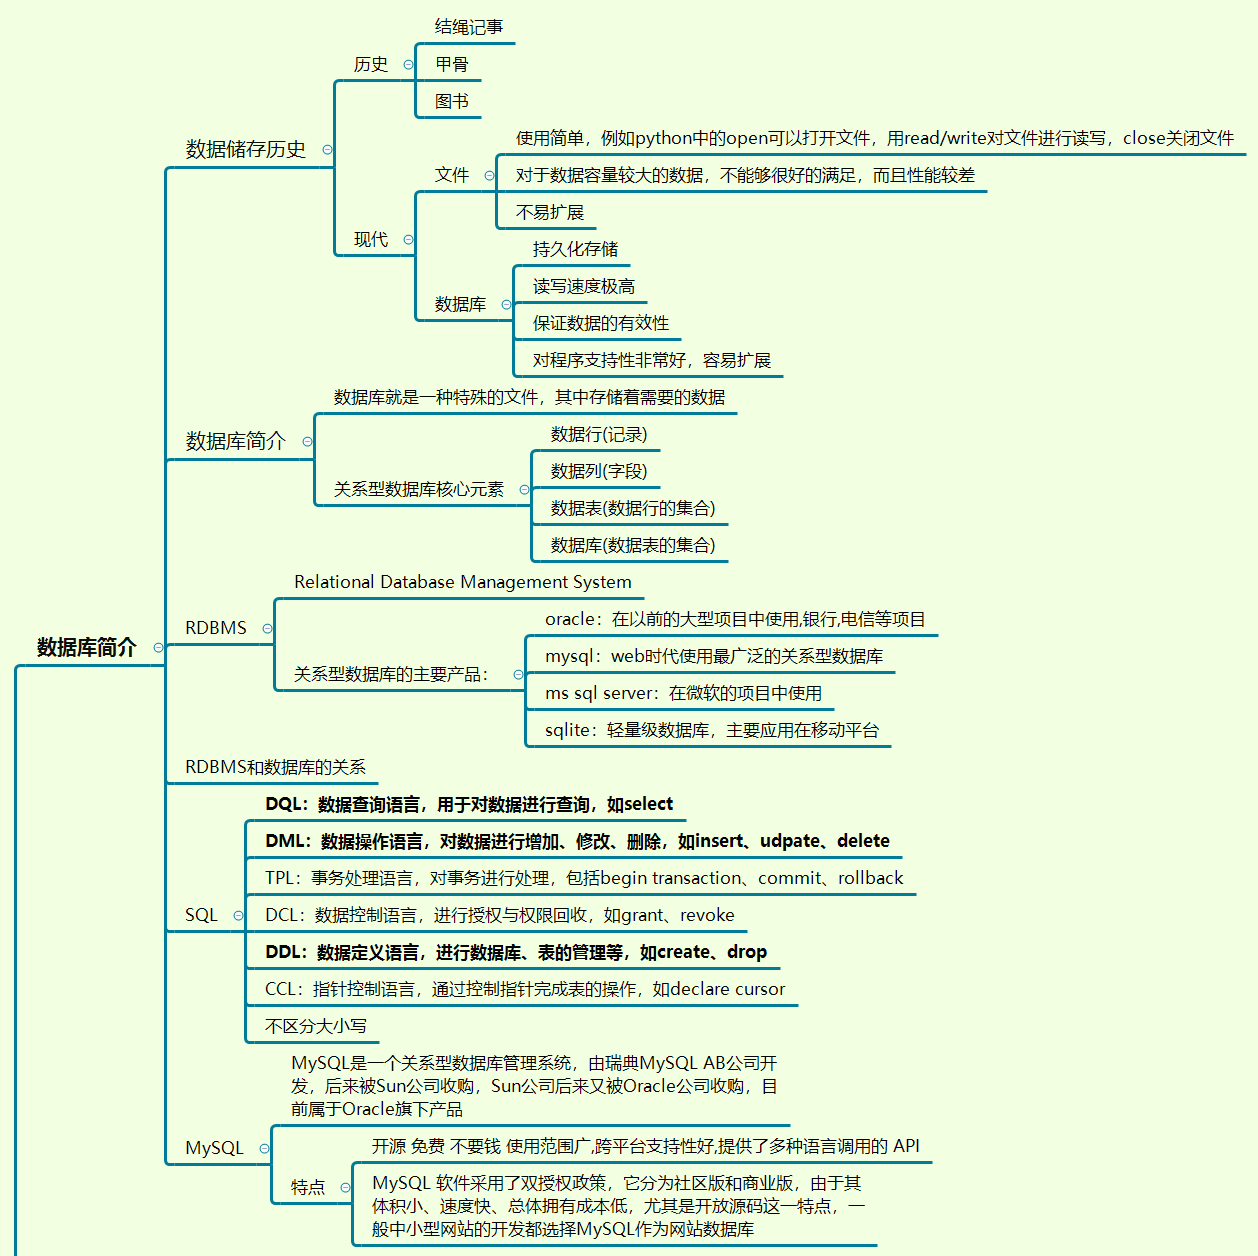 结绳记事
历史
甲骨
图书
数据储存历史
使用简单，例如python中的open可以打开文件，用read/write对文件进行读写，close关闭文件
文件
对于数据容量较大的数据，不能够很好的满足，而且性能较差
不易扩展
现代
持久化存储
读写速度极高
数据库
保证数据的有效性
对程序支持性非常好，容易扩展
数据库就是一种特殊的文件，其中存储着需要的数据
数据库简介
数据行(记录)
数据列(字段)
关系型数据库核心元素
数据表(数据行的集合)
数据库(数据表的集合)
Relational Database Management System
RDBMS
oracle：在以前的大型项目中使用,银行,电信等项目
数据库简介
mysql：web时代使用最广泛的关系型数据库
关系型数据库的主要产品：
ms sql server：在微软的项目中使用
sqlite：轻量级数据库，主要应用在移动平台
RDBMS和数据库的关系
DQL：数据查询语言，用于对数据进行查询，如select
DML：数据操作语言，对数据进行增加、修改、删除，如insert、udpate、delete
TPL：事务处理语言，对事务进行处理，包括begin transaction、commit、rollback
SQL
DCL：数据控制语言，进行授权与权限回收，如grant、revoke
DDL：数据定义语言，进行数据库、表的管理等，如create、drop
CCL：指针控制语言，通过控制指针完成表的操作，如declare cursor
不区分大小写
MySQL是一个关系型数据库管理系统，由瑞典MySQL AB公司开
发，后来被Sun公司收购，Sun公司后来又被Oracle公司收购，目
前属于Oracle旗下产品
MySQL
开源 免费 不要钱 使用范围广,跨平台支持性好,提供了多种语言调用的 API
特点
MySQL 软件采用了双授权政策，它分为社区版和商业版，由于其
体积小、速度快、总体拥有成本低，尤其是开放源码这一特点，一
般中小型网站的开发都选择MySQL作为网站数据库